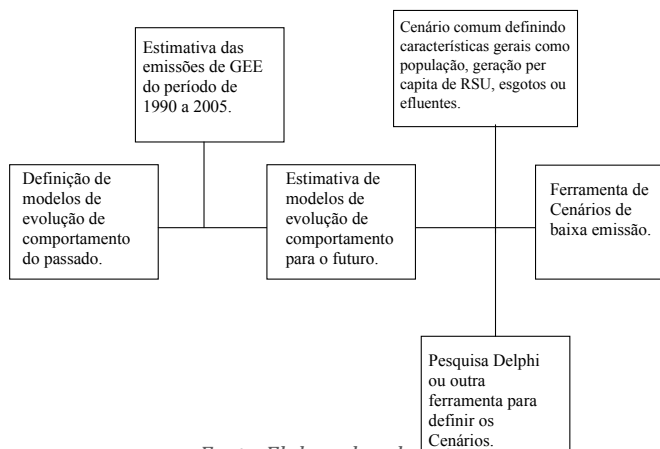 Estimativa das
emissões de GEE
do período de
1990 a 2005.
Cenário comum definindo
características gerais como
população, geração per
capita de RSU, esgotos ou
efluentes.
Definição de
modelos de
evolução de
comportamento
do passado.
Estimativa de
modelos de
evolução de
comportamento
para o futuro.
Ferramenta de
Cenários de
baixa emissão.
Pesquisa Delphi
ou outra
ferramenta para
definir os
Cenários.